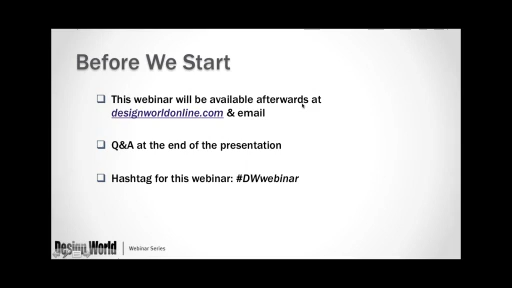 Before We Start
This webinar will be available afterwards at
designworldonline.com & email
Q&A at the end of the presentation
Hashtag for this webinar: #DWwebinar
Design World
Webinar Series